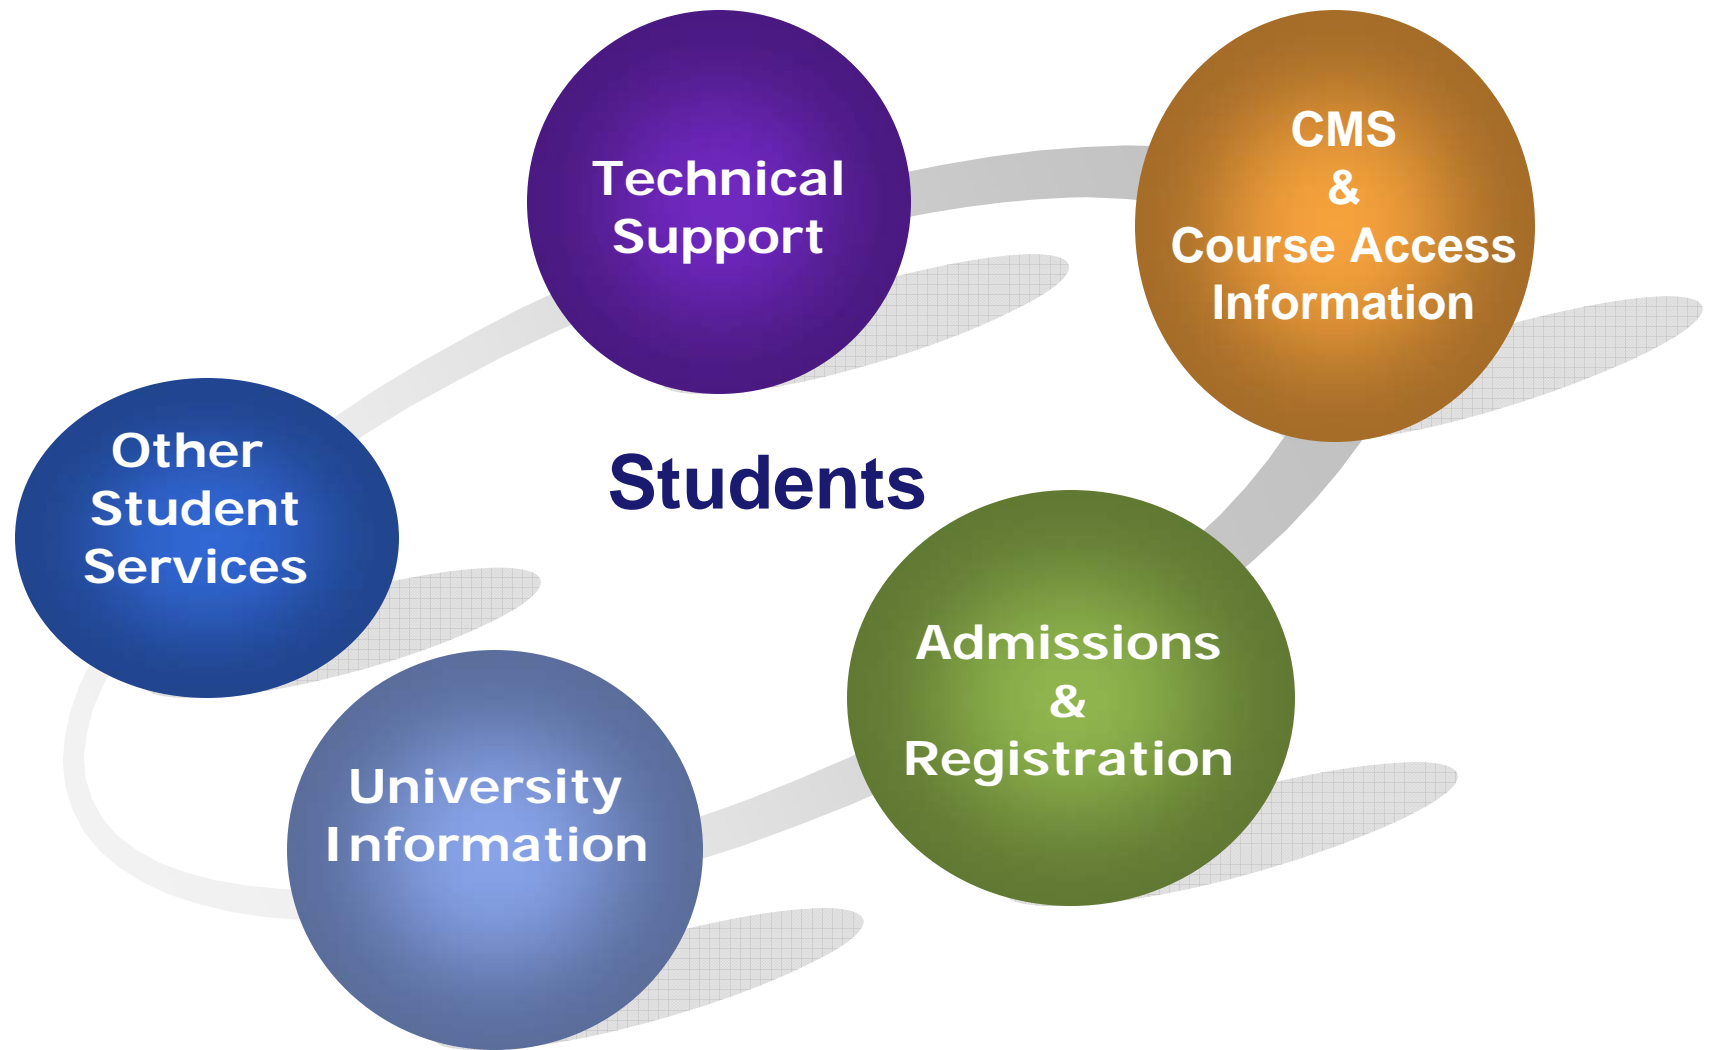 Technical
Support
CMS
&
Course Access
Information
Other
Student
Services
Students
Admissions
&
Registration
University
Information